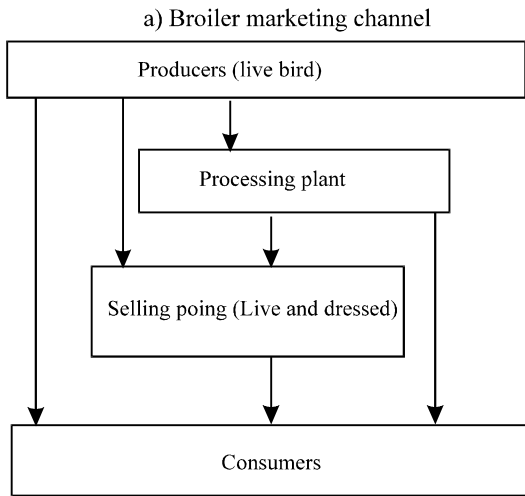 a) Broiler marketing channel
Producers (live bird)
Processing plant
Selling poing (Live and dressed)
Consumers